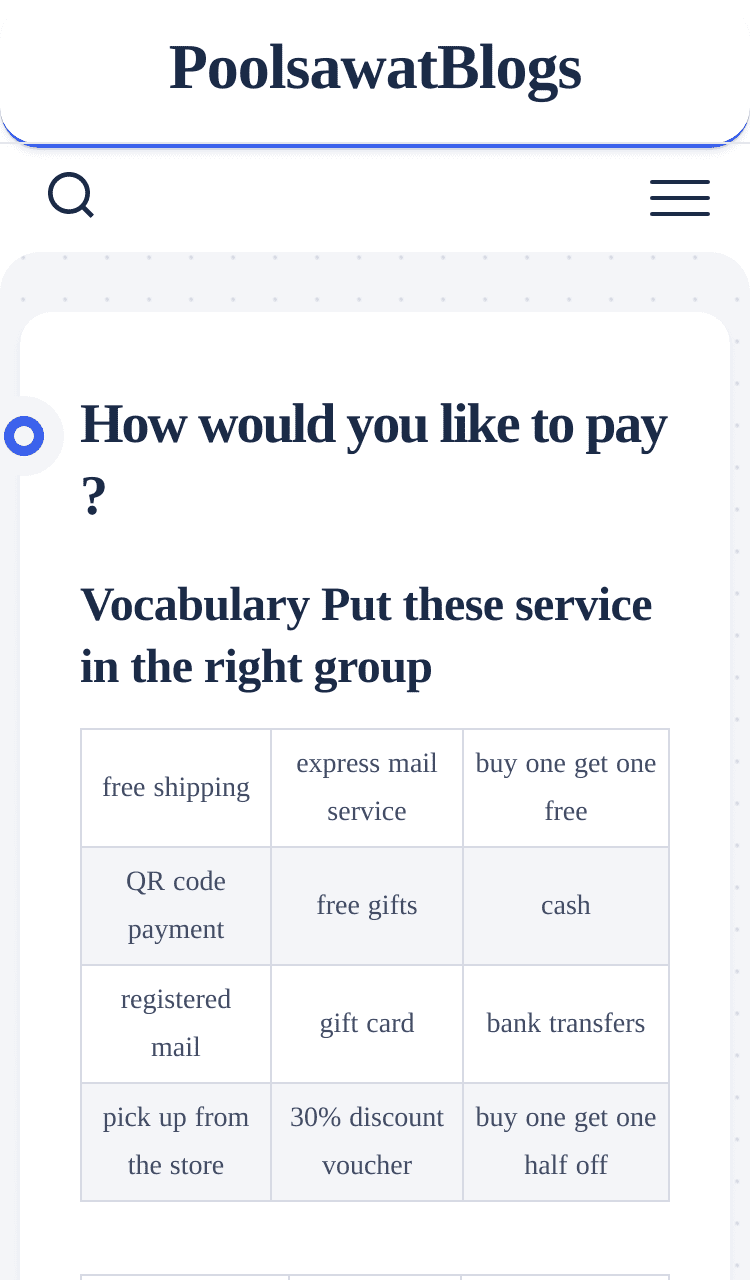 PoolsawatBlogs
How would you like to pay
?
Vocabulary Put these service
in the right group
free shipping
express mail
service
buy one get one
free
QR code
payment
free gifts
cash
registered
mail
gift card
bank transfers
pick up from
the store
30% discount
voucher
buy one get one
half off